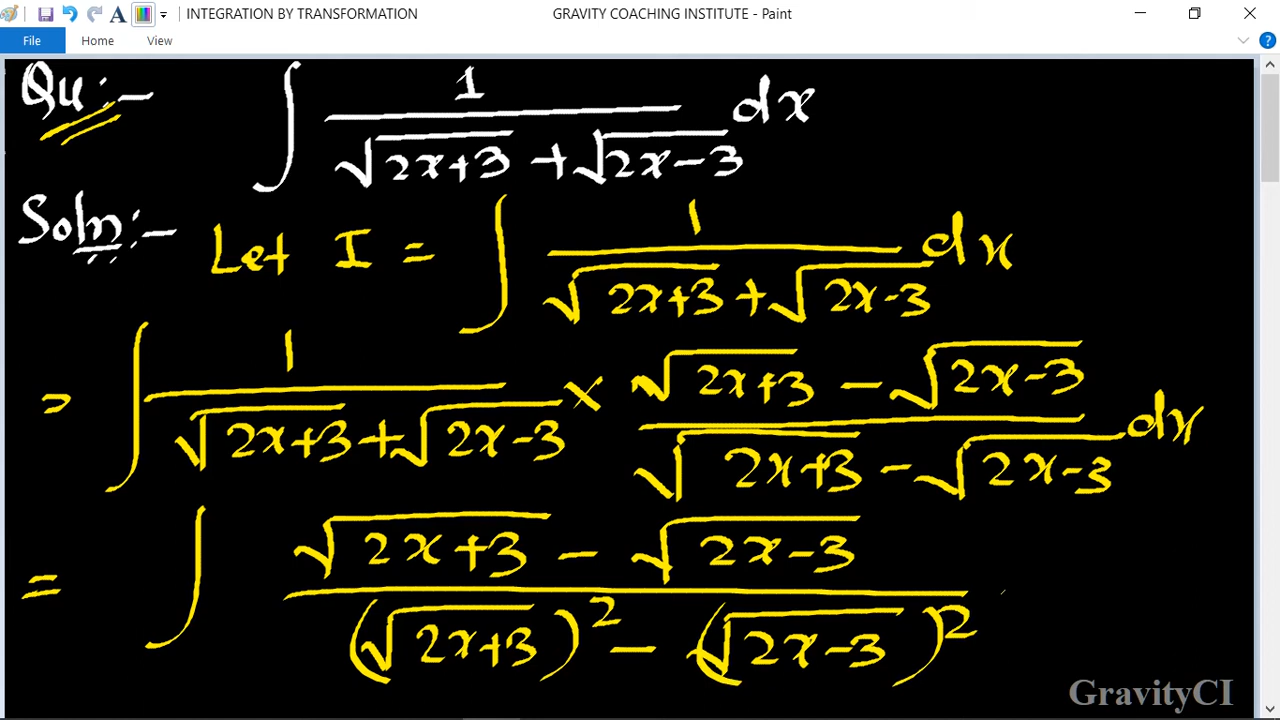 INTEGRATION BY TRANSFORMATION GRAVITY COACHING INSTITUTE - Paint
File Home View
Qu:- ∫ 1/(√(2x+3) + √(2x-3)) dx
Soln:- Let I = ∫ 1/(√(2x+3) + √(2x-3)) dx
= ∫ 1/(√(2x+3) + √(2x-3)) × (√(2x+3) - √(2x-3))/(√(2x+3) - √(2x-3)) dx
= ∫ (√(2x+3) - √(2x-3))/((√(2x+3))² - (√(2x-3))²)
GravityCI